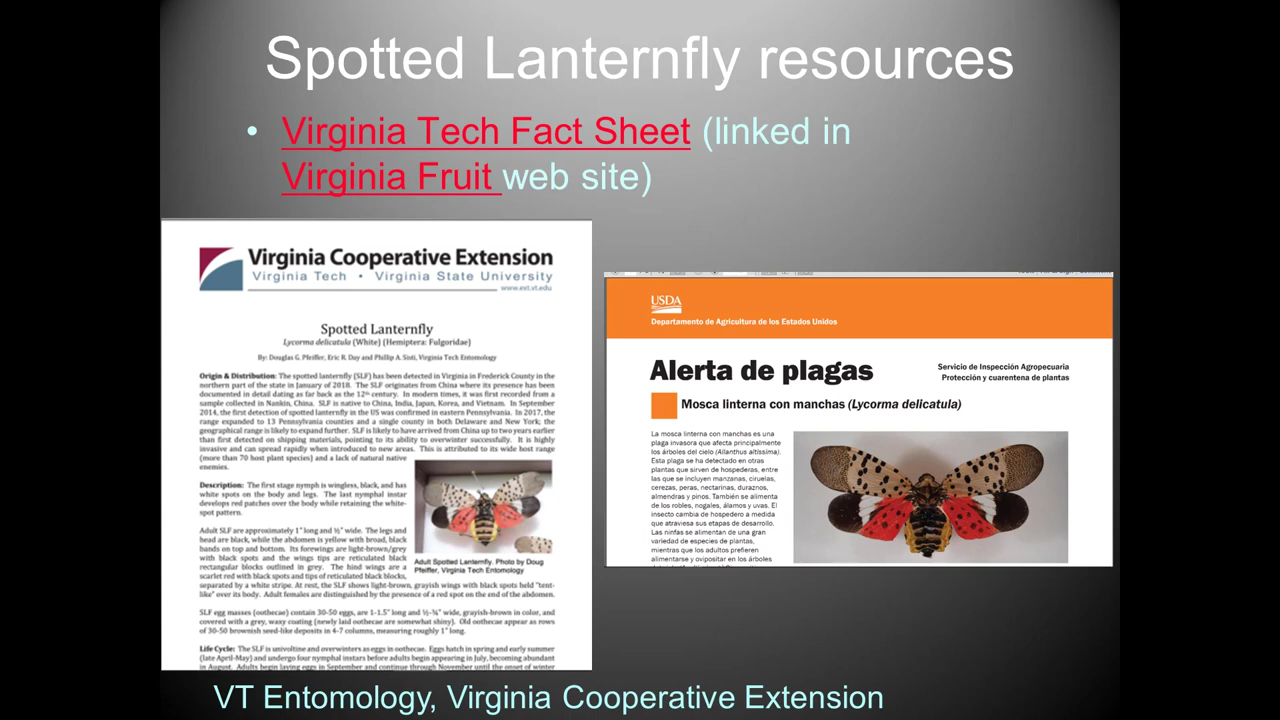 Spotted Lanternfly resources
• Virginia Tech Fact Sheet (linked in
Virginia Fruit web site)
Virginia Cooperative Extension
Virginia Tech • Virginia State University
www.ext.vt.edu
Spotted Lanternfly
Lycorma delicatula (White) (Hemiptera: Fulgoridae)
By: Douglas G. Pfeiffer, Eric R. Day and Phillip A. Sisti, Virginia Tech Entomology
Origin & Distribution: The spotted lanternfly (SLF) has been detected in Virginia in Frederick County in the
northern part of the state in January of 2018. The SLF originates from China where its presence has been
documented in detail dating as far back as the 12th century. In modern times, it was first recorded from a
sample collected in Nankin, China. SLF is native to China, India, Japan, Korea, and Vietnam. In September
2014, the first detection of spotted lanternfly in the US was confirmed in eastern Pennsylvania. In 2017, the
range expanded to 13 Pennsylvania counties and a single county in both Delaware and New York; the
geographical range is likely to expand further. SLF is likely to have arrived from China up to two years earlier
than first detected on shipping materials, pointing to its ability to overwinter successfully. It is highly
invasive and can spread rapidly when introduced to new areas. This is attributed to its wide host range
(more than 70 host plant species) and a lack of natural native
enemies.
Description: The first stage nymph is wingless, black, and has
white spots on the body and legs. The last nymphal instar
develops red patches over the body while retaining the white-
spot pattern.
Adult SLF are approximately 1" long and ½" wide. The legs and
head are black, while the abdomen is yellow with broad, black
bands on top and bottom. Its forewings are light-brown/grey
with black spots and the wings tips are reticulated black
rectangular blocks outlined in grey. The hind wings are a
scarlet red with black spots and tips of reticulated black blocks,
separated by a white stripe. At rest, the SLF shows light-brown, grayish wings with black spots held "tent-
like" over its body. Adult females are distinguished by the presence of a red spot on the end of the abdomen.
Adult Spotted Lanternfly. Photo by Doug
Pfeiffer, Virginia Tech Entomology
SLF egg masses (oothecae) contain 30-50 eggs, are 1-1.5" long and ½-¾" wide, grayish-brown in color, and
covered with a grey, waxy coating (newly laid oothecae are somewhat shiny). Old oothecae appear as rows
of 30-50 brownish seed-like deposits in 4-7 columns, measuring roughly 1" long.
Life Cycle: The SLF is univoltine and overwinters as eggs in oothecae. Eggs hatch in spring and early summer
(late April-May) and undergo four nymphal instars before adults begin appearing in July, becoming abundant
in August. Adults begin laying eggs in September and continue through November until the onset of winter
USDA
Departamento de Agricultura de los Estados Unidos
Alerta de plagas
Servicio de Inspección Agropecuaria
Protección y cuarentena de plantas
Mosca linterna con manchas (Lycorma delicatula)
La mosca linterna con manchas es una
plaga invasora que afecta principalmente
los árboles del cielo (Ailanthus altissima).
Esta plaga se ha detectado en otras
plantas que sirven de hospederas, entre
las que se incluyen manzanas, ciruelas,
cerezas, peras, nectarinas, duraznos,
almendras y pinos. También se alimenta
de los robles, nogales, álamos y uvas. El
insecto cambia de hospedero a medida
que atraviesa sus etapas de desarrollo.
Las ninfas se alimentan de una gran
variedad de especies de plantas,
mientras que los adultos prefieren
alimentarse y ovipositar en los árboles
VT Entomology, Virginia Cooperative Extension